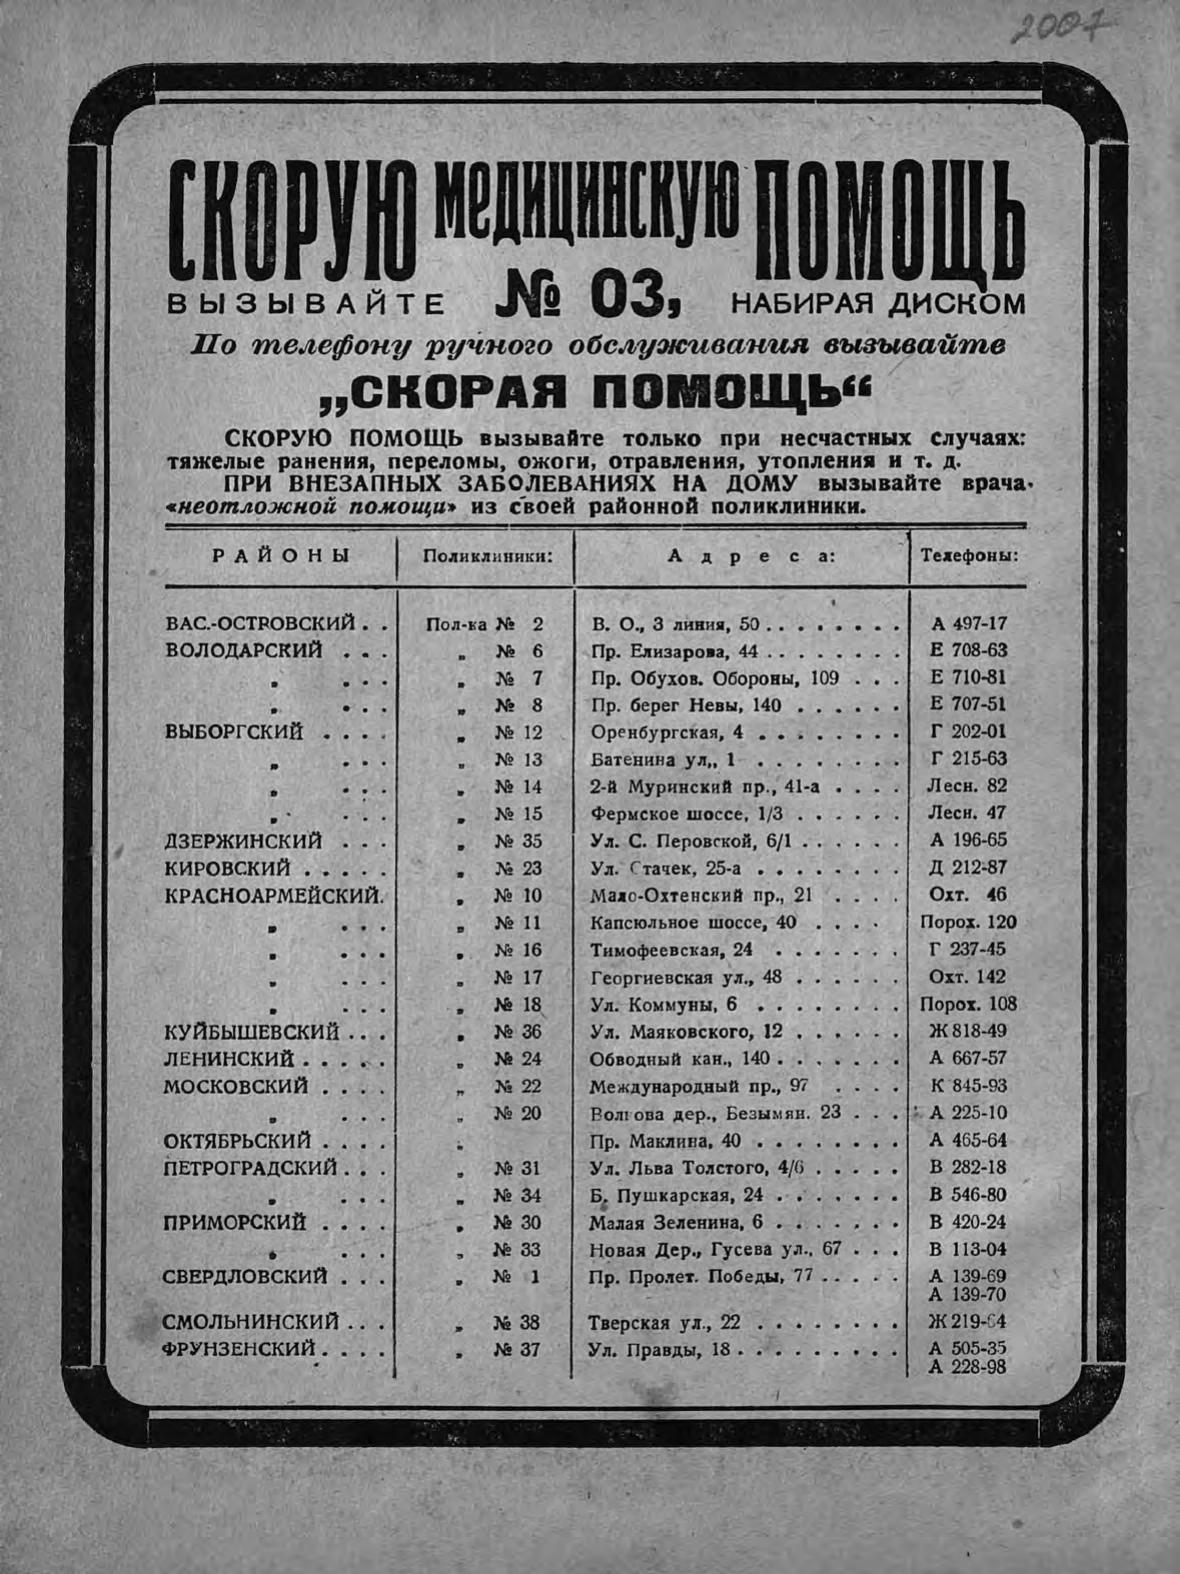 2007
СКОРУЮ медицинскую ПОМОЩЬ
ВЫЗЫВАЙТЕ № 03, НАБИРАЯ ДИСКОМ
По телефону ручного обслуживания вызывайте
„СКОРАЯ ПОМОЩЬ“
СКОРУЮ ПОМОЩЬ вызывайте только при несчастных случаях:
тяжелые ранения, переломы, ожоги, отравления, утопления и т. д.
ПРИ ВНЕЗАПНЫХ ЗАБОЛЕВАНИЯХ НА ДОМУ вызывайте врача
«неотложной помощи» из своей районной поликлиники.
РАЙОНЫ Поликлиники: Адреса: Телефоны:
ВАС.-ОСТРОВСКИЙ . . Пол-ка № 2 В. О., 3 линия, 50 . . . . . . . . А 497-17
ВОЛОДАРСКИЙ . . . „ № 6 Пр. Елизарова, 44 . . . . . . . . Е 708-63
„ . . . „ № 7 Пр. Обухов. Обороны, 109 . . . Е 710-81
„ . . . „ № 8 Пр. берег Невы, 140 . . . . . . Е 707-51
ВЫБОРГСКИЙ . . . . „ № 12 Оренбургская, 4 . . . . . . . . Г 202-01
„ . . . „ № 13 Батенина ул,, 1 . . . . . . . . Г 215-63
„ . . . „ № 14 2-й Муринский пр., 41-а . . . . Лесн. 82
„ . . . „ № 15 Фермское шоссе, 1/3 . . . . . . Лесн. 47
ДЗЕРЖИНСКИЙ . . . „ № 35 Ул. С. Перовской, 6/1 . . . . . . А 196-65
КИРОВСКИЙ . . . . . „ № 23 Ул. Стачек, 25-а . . . . . . . . Д 212-87
КРАСНОАРМЕЙСКИЙ. „ № 10 Мало-Охтенский пр., 21 . . . . Охт. 46
„ . . . „ № 11 Капсюльное шоссе, 40 . . . . Порох. 120
„ . . . „ № 16 Тимофеевская, 24 . . . . . . . Г 237-45
„ . . . „ № 17 Георгиевская ул., 48 . . . . . . Охт. 142
„ . . . „ № 18 Ул. Коммуны, 6 . . . . . . . . Порох. 108
КУЙБЫШЕВСКИЙ . . . „ № 36 Ул. Маяковского, 12 . . . . . . Ж 818-49
ЛЕНИНСКИЙ . . . . . „ № 24 Обводный кан., 140 . . . . . . . А 667-57
МОСКОВСКИЙ . . . . „ № 22 Международный пр., 97 . . . . К 845-93
„ . . . „ № 20 Волкова дер., Безымян. 23 . . . А 225-10
ОКТЯБРЬСКИЙ . . . . „ Пр. Маклина, 40 . . . . . . . . А 465-64
ПЕТРОГРАДСКИЙ . . . „ № 31 Ул. Льва Толстого, 4/6 . . . . . В 282-18
„ . . . „ № 34 Б. Пушкарская, 24 . . . . . . . В 546-80
ПРИМОРСКИЙ . . . . „ № 30 Малая Зеленина, 6 . . . . . . . В 420-24
„ . . . „ № 33 Новая Дер., Гусева ул., 67 . . . В 113-04
СВЕРДЛОВСКИЙ . . . „ № 1 Пр. Пролет. Победы, 77 . . . . . А 139-69
А 139-70
СМОЛЬНИНСКИЙ . . . „ № 38 Тверская ул., 22 . . . . . . . . Ж 219-64
ФРУНЗЕНСКИЙ . . . . „ № 37 Ул. Правды, 18 . . . . . . . . . А 505-35
А 228-98